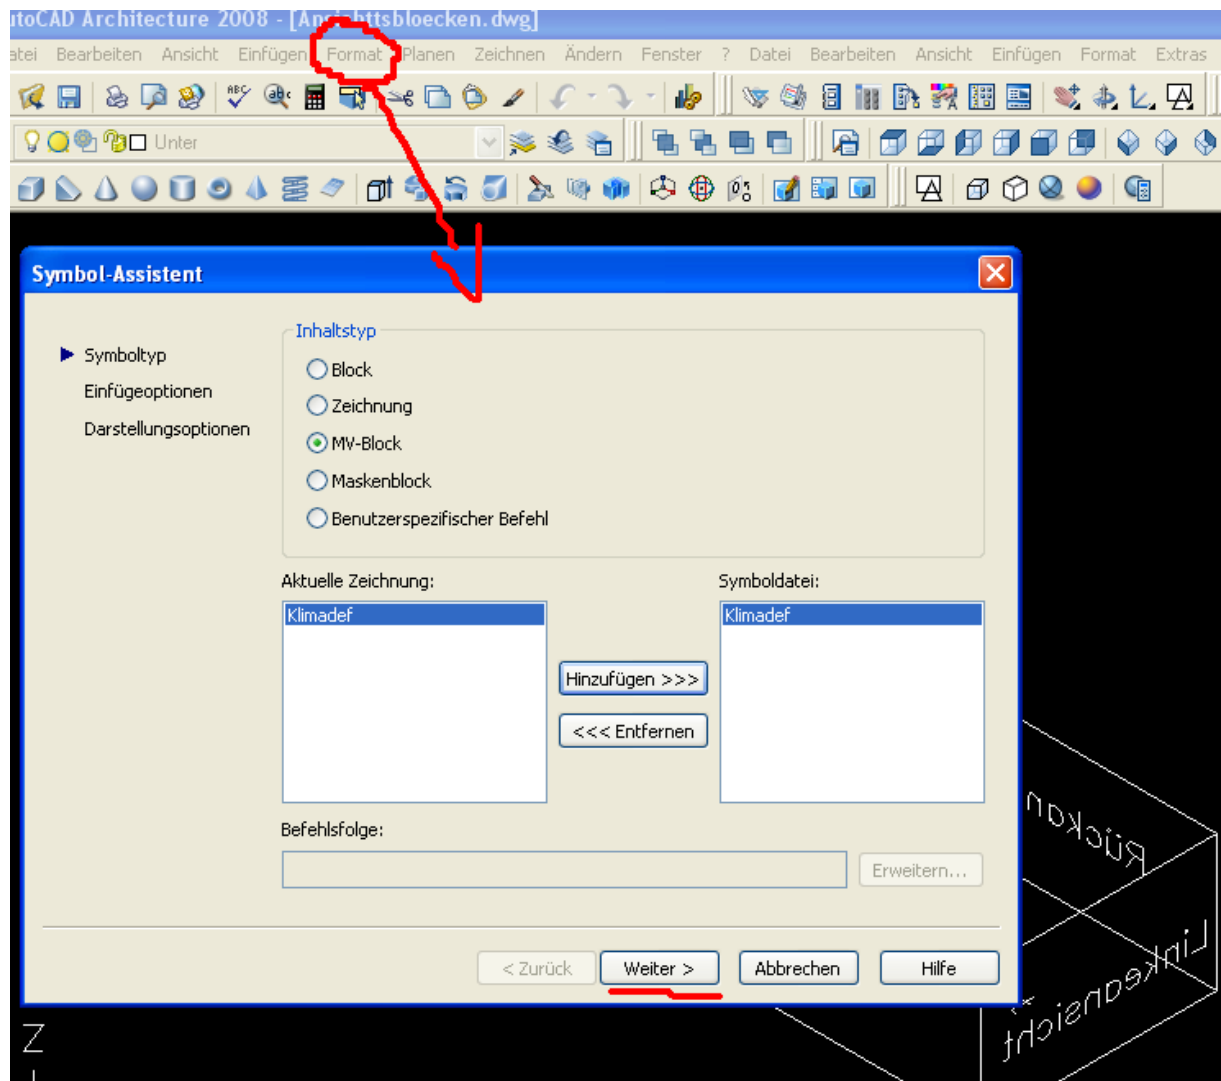 utoCAD Architecture 2008 - [Ansichttsbloecken.dwg]
atei Bearbeiten Ansicht Einfügen Format Planen Zeichnen Ändern Fenster ? Datei Bearbeiten Ansicht Einfügen Format Extras
Unter
Symbol-Assistent
Inhaltstyp
Symboltyp
Block
Einfügeoptionen
Zeichnung
Darstellungsoptionen
MV-Block
Maskenblock
Benutzerspezifischer Befehl
Aktuelle Zeichnung:
Symboldatei:
Klimadef
Klimadef
Hinzufügen >>>
<<< Entfernen
Befehlsfolge:
Erweitern...
< Zurück Weiter > Abbrechen Hilfe
Rückan
Linkeansicht
Z